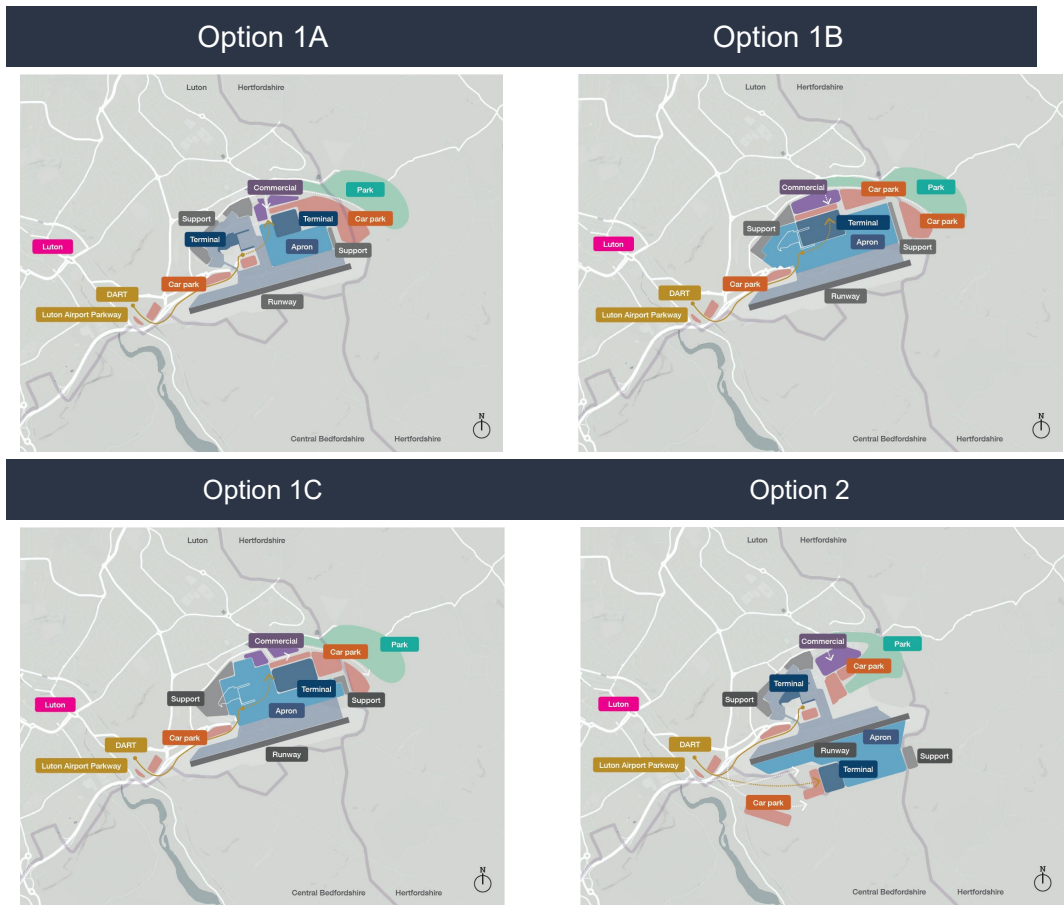 Option 1A
Option 1B
Luton Hertfordshire
Commercial
Park
Support
Car park
Terminal
Terminal
Apron
Support
Luton
Car park
DART
Runway
Luton Airport Parkway
N
Central Bedfordshire Hertfordshire
Luton Hertfordshire
Commercial
Car park
Park
Support
Terminal
Car park
Apron
Support
Luton
Car park
DART
Runway
Luton Airport Parkway
N
Central Bedfordshire Hertfordshire
Option 1C
Option 2
Luton Hertfordshire
Commercial
Park
Car park
Support
Terminal
Support
Luton
Apron
Car park
DART
Runway
Luton Airport Parkway
N
Central Bedfordshire Hertfordshire
Luton Hertfordshire
Commercial
Park
Car park
Terminal
Support
Luton
Apron
DART
Runway
Support
Luton Airport Parkway
Terminal
Car park
N
Central Bedfordshire Hertfordshire